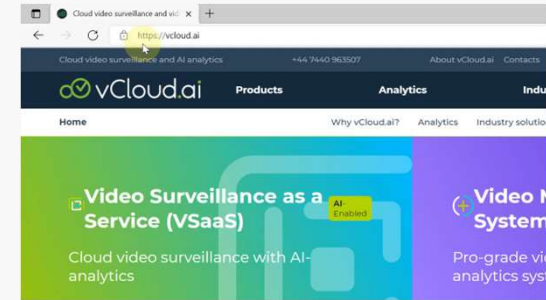 Cloud video surveillance and vid
https://vcloud.ai
Cloud video surveillance and AI analytics +44 7440 963507 About vCloud.ai Contacts
vCloud.ai Products Analytics Indu
Home Why vCloud.ai? Analytics Industry solutio
Video Surveillance as a
Service (VSaaS)
AI-
Enabled
Cloud video surveillance with AI-
analytics
Video M
System
Pro-grade vid
analytics syst